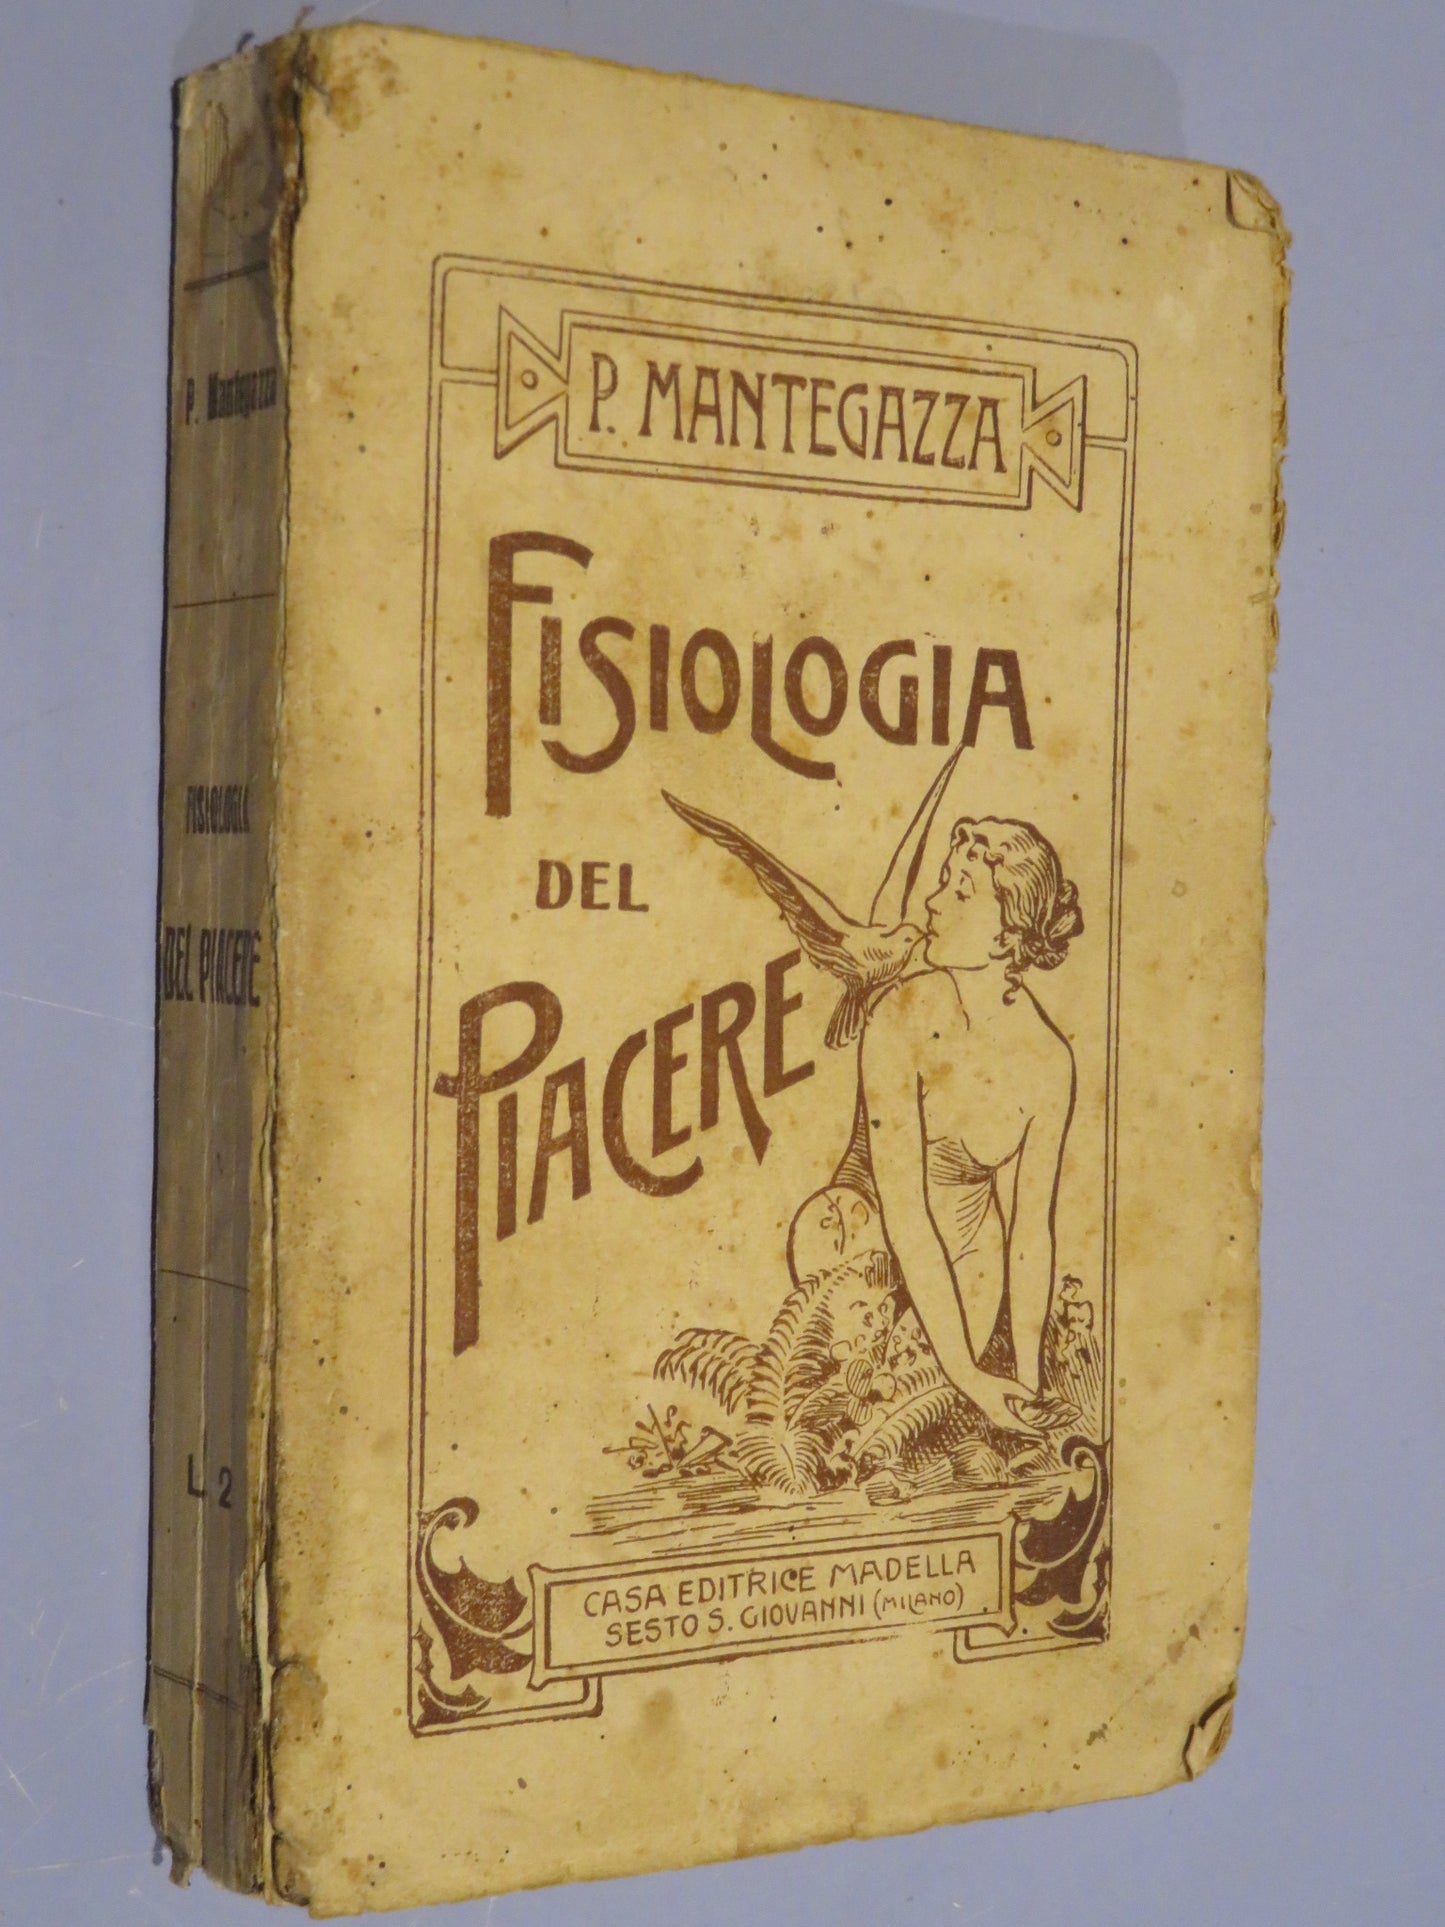 P. MANTEGAZZA
FISIOLOGIA
DEL
PIACERE
CASA EDITRICE MADELLA
SESTO S. GIOVANNI (MILANO)
P. Mantegazza
FISIOLOGIA
DEL PIACERE
L. 2